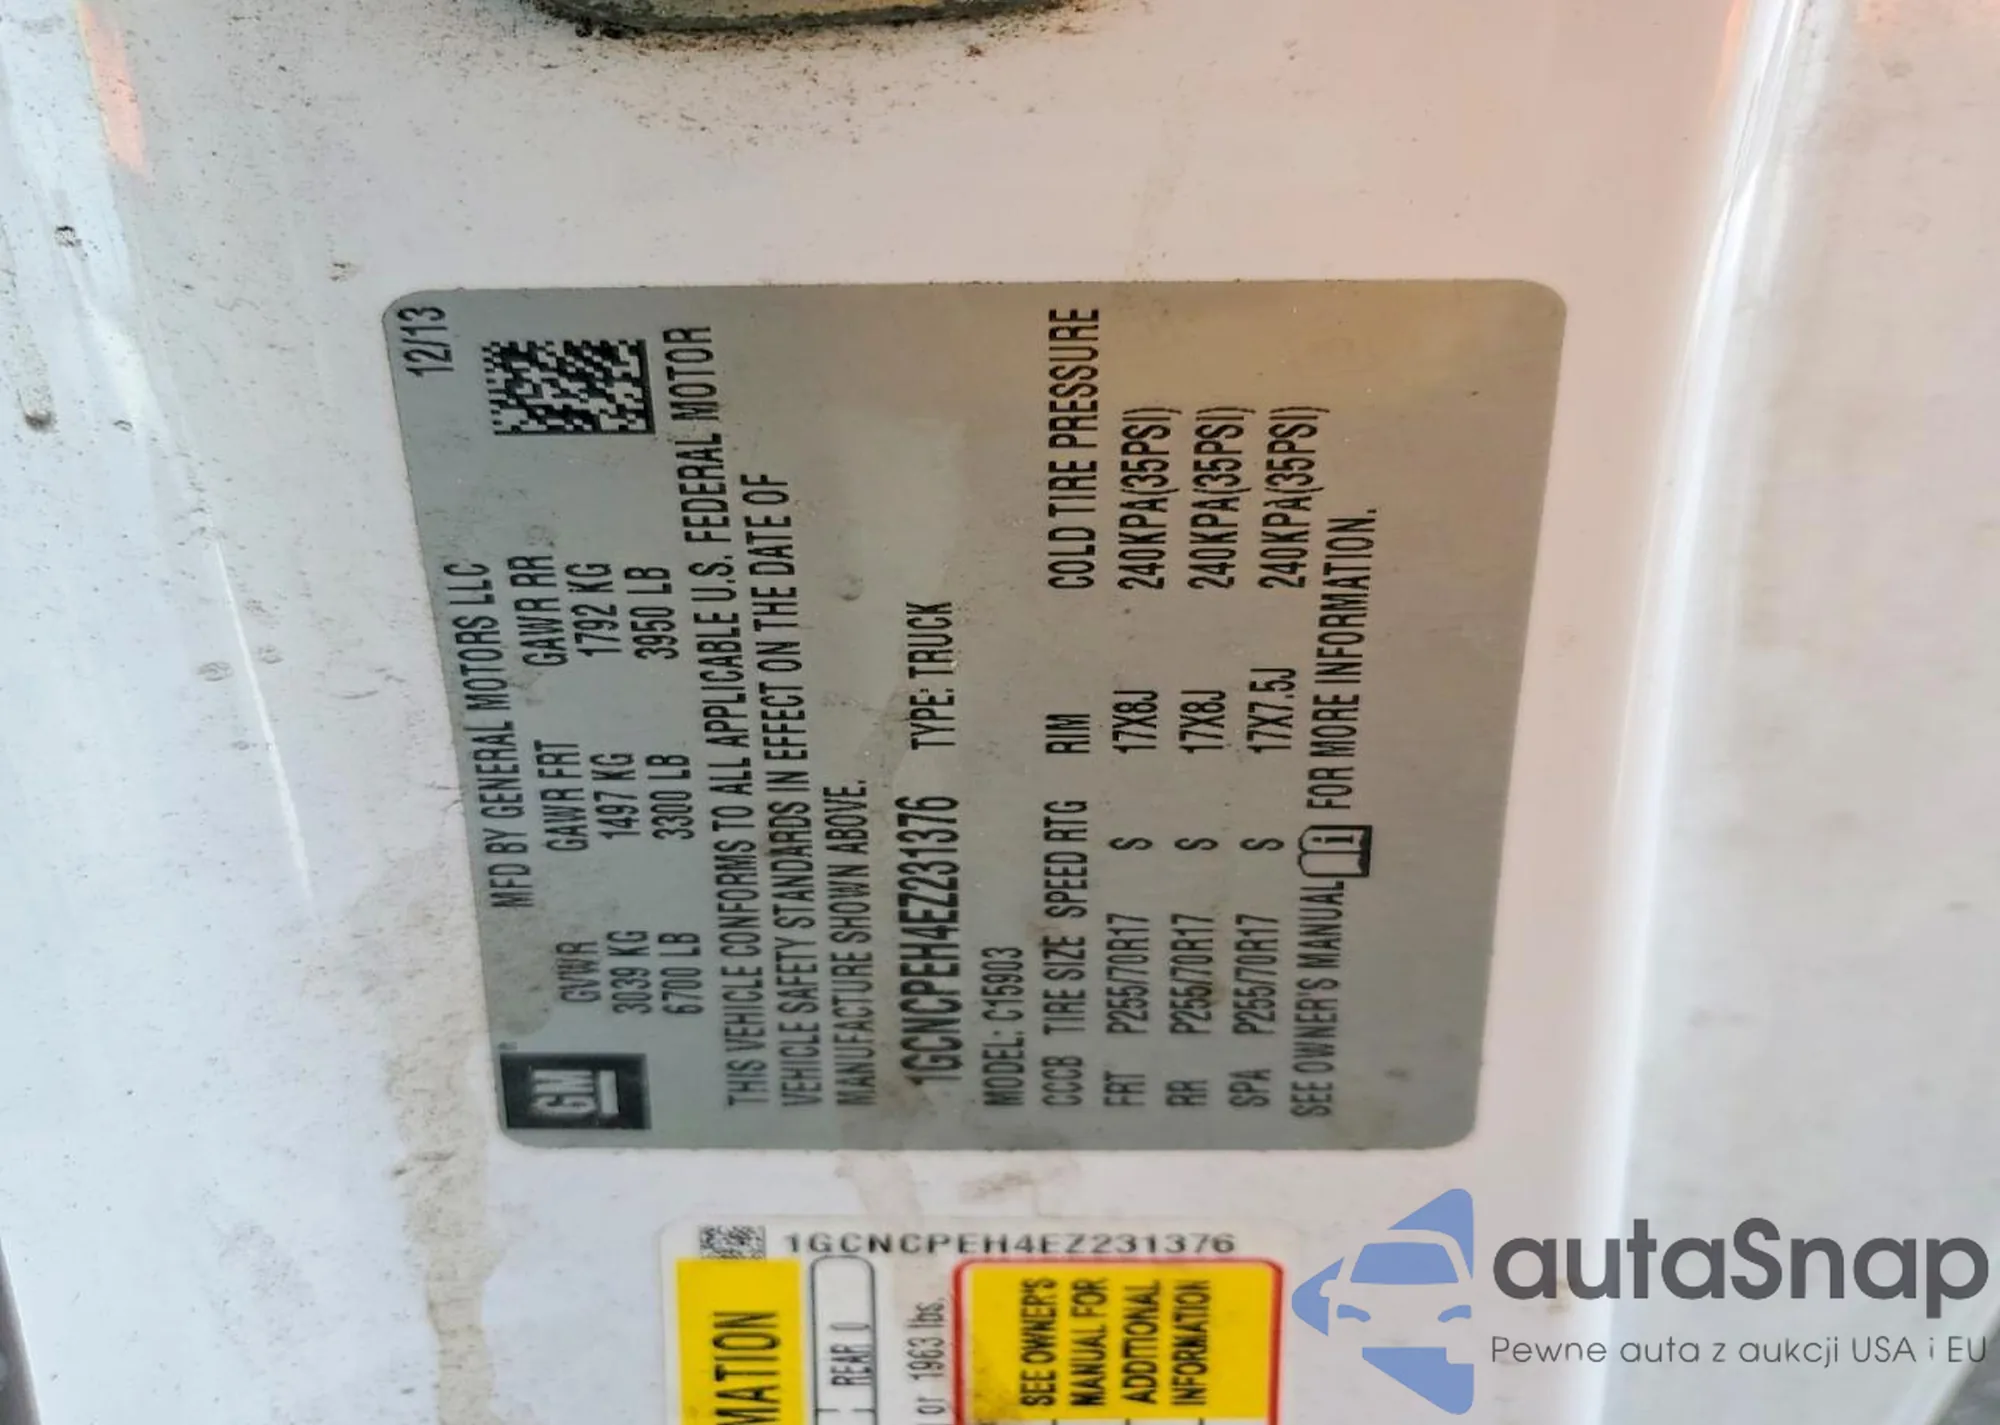 12/13
MFD BY GENERAL MOTORS LLC
GVWR GAWR FRT GAWR RR
3039 KG 1497 KG 1792 KG
6700 LB 3300 LB 3950 LB
GM
THIS VEHICLE CONFORMS TO ALL APPLICABLE U.S. FEDERAL MOTOR
VEHICLE SAFETY STANDARDS IN EFFECT ON THE DATE OF
MANUFACTURE SHOWN ABOVE.
1GCNCPEH4EZ231376 TYPE: TRUCK
MODEL: C15903
CCCB TIRE SIZE SPEED RTG RIM COLD TIRE PRESSURE
FRT P255/70R17 S 17X8J 240KPA(35PSI)
RR P255/70R17 S 17X8J 240KPA(35PSI)
SPA P255/70R17 S 17X7.5J 240KPA(35PSI)
SEE OWNER'S MANUAL i FOR MORE INFORMATION.
1GCNCPEH4EZ231376
REAR 0
or 1963 lbs.
SEE OWNER'S
MANUAL FOR
ADDITIONAL
INFORMATION
autaSnap
Pewne auta z aukcji USA i EU